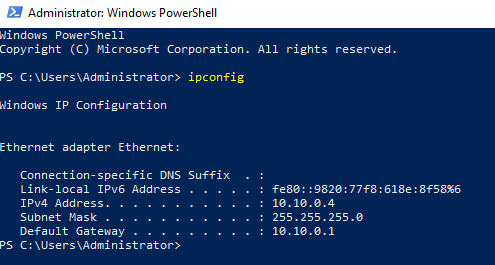 Administrator: Windows PowerShell
Windows PowerShell
Copyright (C) Microsoft Corporation. All rights reserved.
PS C:\Users\Administrator> ipconfig
Windows IP Configuration
Ethernet adapter Ethernet:
Connection-specific DNS Suffix  . :
Link-local IPv6 Address . . . . . : fe80::9820:77f8:618e:8f58%6
IPv4 Address. . . . . . . . . . . : 10.10.0.4
Subnet Mask . . . . . . . . . . . : 255.255.255.0
Default Gateway . . . . . . . . . : 10.10.0.1
PS C:\Users\Administrator>